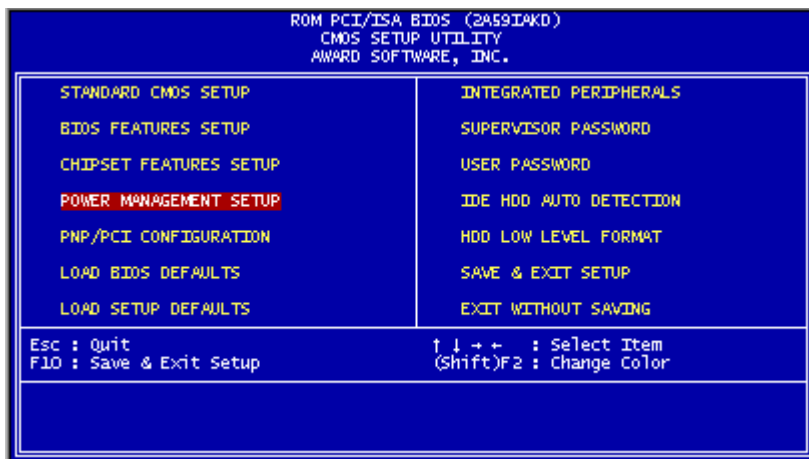 ROM PCI/ISA BIOS (2A59IAKD)
CMOS SETUP UTILITY
AWARD SOFTWARE, INC.
STANDARD CMOS SETUP
BIOS FEATURES SETUP
CHIPSET FEATURES SETUP
POWER MANAGEMENT SETUP
PNP/PCI CONFIGURATION
LOAD BIOS DEFAULTS
LOAD SETUP DEFAULTS
INTEGRATED PERIPHERALS
SUPERVISOR PASSWORD
USER PASSWORD
IDE HDD AUTO DETECTION
HDD LOW LEVEL FORMAT
SAVE & EXIT SETUP
EXIT WITHOUT SAVING
Esc : Quit
F10 : Save & Exit Setup
↑ ↓ → ← : Select Item
(Shift)F2 : Change Color